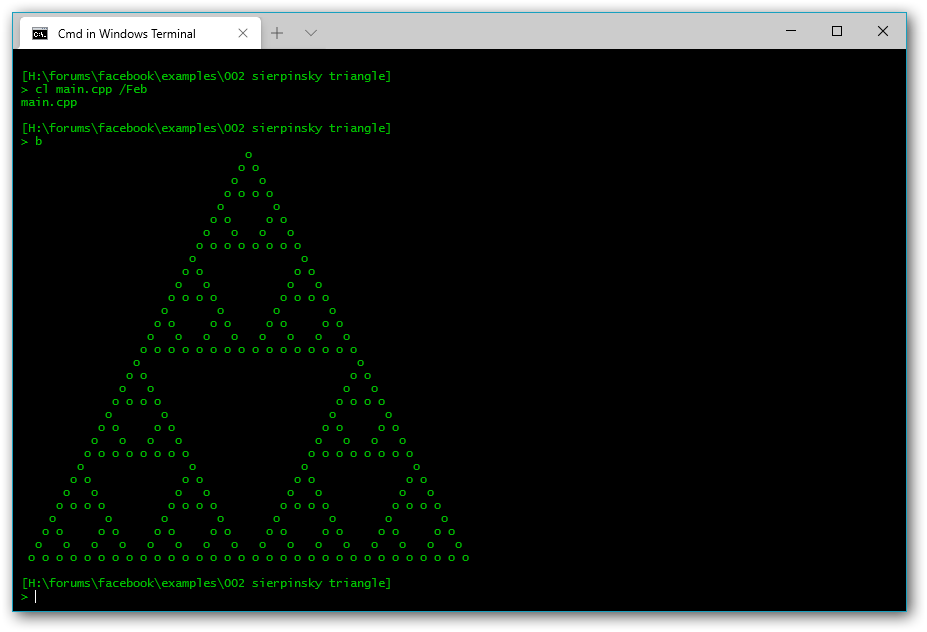 Cmd in Windows Terminal
[H:\forums\facebook\examples\002 sierpinsky triangle]
> cl main.cpp /Feb
main.cpp
[H:\forums\facebook\examples\002 sierpinsky triangle]
> b
                                o
                               o o
                              o   o
                             o o o o
                            o       o
                           o o     o o
                          o   o   o   o
                         o o o o o o o o
                        o               o
                       o o             o o
                      o   o           o   o
                     o o o o         o o o o
                    o       o       o       o
                   o o     o o     o o     o o
                  o   o   o   o   o   o   o   o
                 o o o o o o o o o o o o o o o o
                o                               o
               o o                             o o
              o   o                           o   o
             o o o o                         o o o o
            o       o                       o       o
           o o     o o                     o o     o o
          o   o   o   o                   o   o   o   o
         o o o o o o o o                 o o o o o o o o
        o               o               o               o
       o o             o o             o o             o o
      o   o           o   o           o   o           o   o
     o o o o         o o o o         o o o o         o o o o
    o       o       o       o       o       o       o       o
   o o     o o     o o     o o     o o     o o     o o     o o
  o   o   o   o   o   o   o   o   o   o   o   o   o   o   o   o
 o o o o o o o o o o o o o o o o o o o o o o o o o o o o o o o o
[H:\forums\facebook\examples\002 sierpinsky triangle]
>